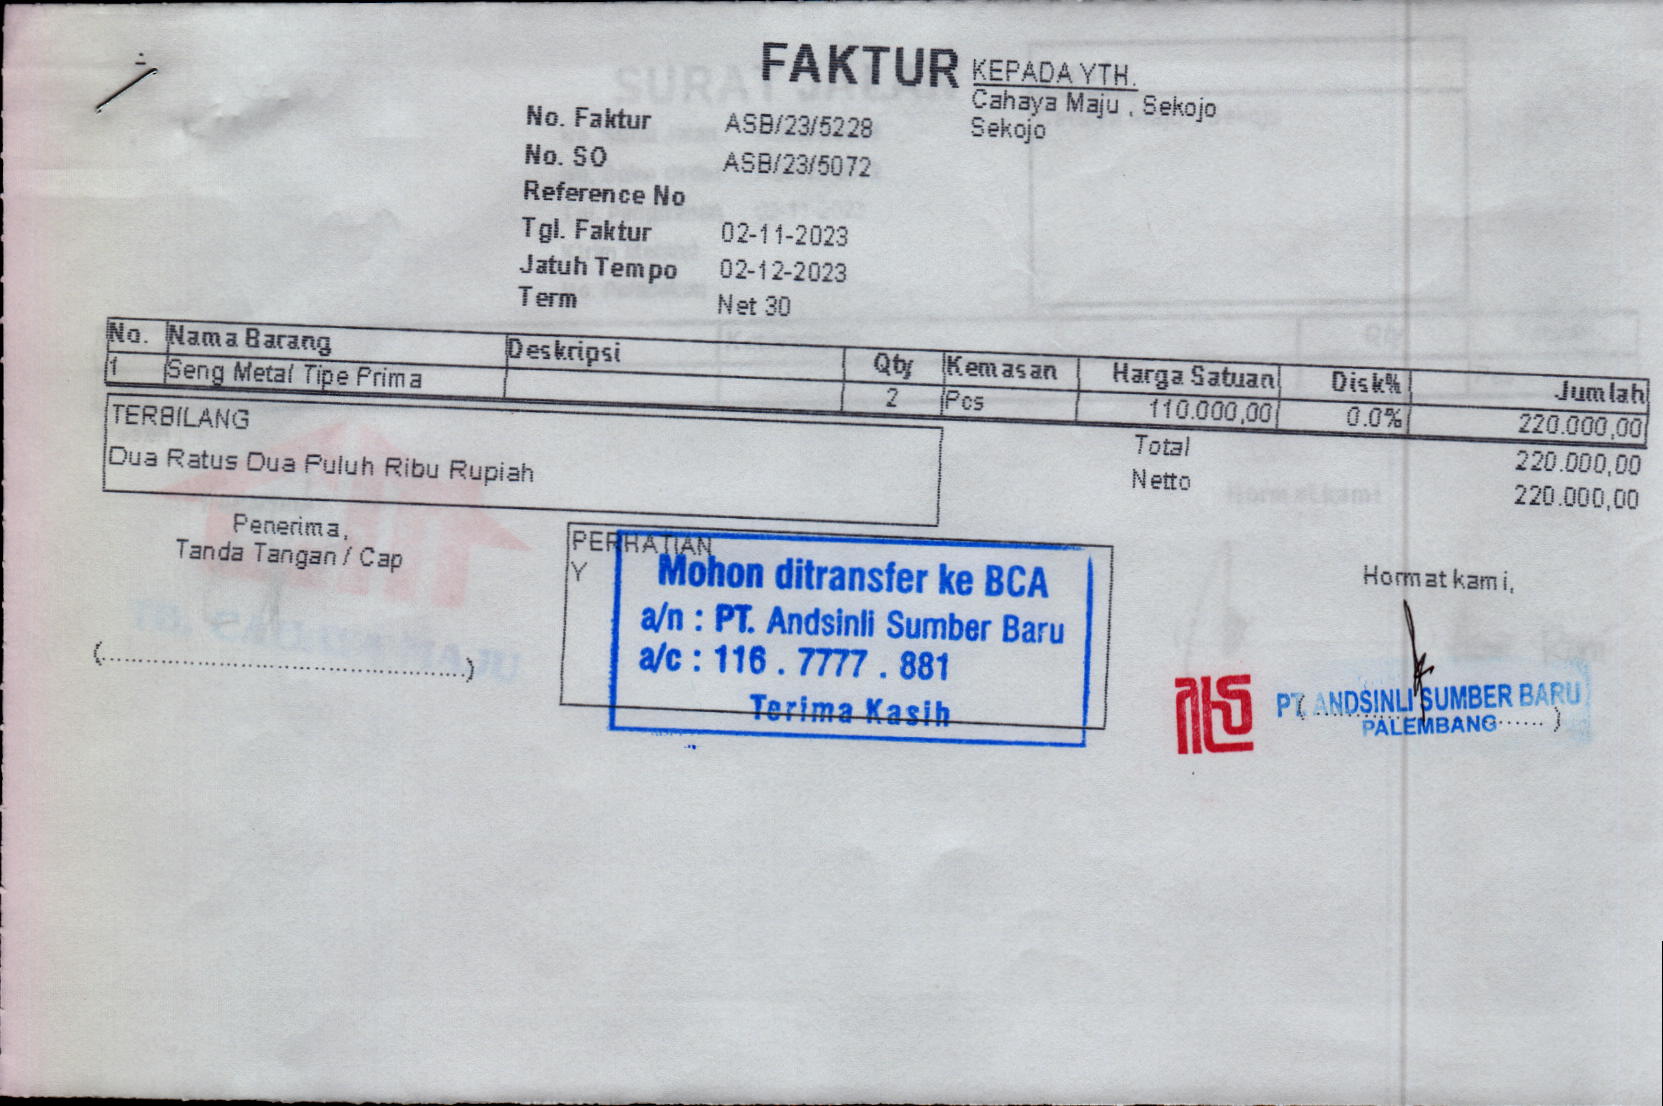 FAKTUR
KEPADA YTH.
Cahaya Maju , Sekojo
Sekojo
No. Faktur ASB/23/5228
No. SO ASB/23/5072
Reference No
Tgl. Faktur 02-11-2023
Jatuh Tempo 02-12-2023
Term Net 30
No. Nama Barang Deskripsi Qty Kemasan Harga Satuan Disk% Jumlah
1 Seng Metal Tipe Prima 2 Pcs 110.000,00 0.0% 220.000,00
TERBILANG
Dua Ratus Dua Puluh Ribu Rupiah
Total 220.000,00
Netto 220.000,00
Penerima,
Tanda Tangan / Cap
(..........................................................)
PERHATIAN
Y
Mohon ditransfer ke BCA
a/n : PT. Andsinli Sumber Baru
a/c : 116 . 7777 . 881
Terima Kasih
Hormat kami,
PT. ANDSINLI SUMBER BARU
PALEMBANG